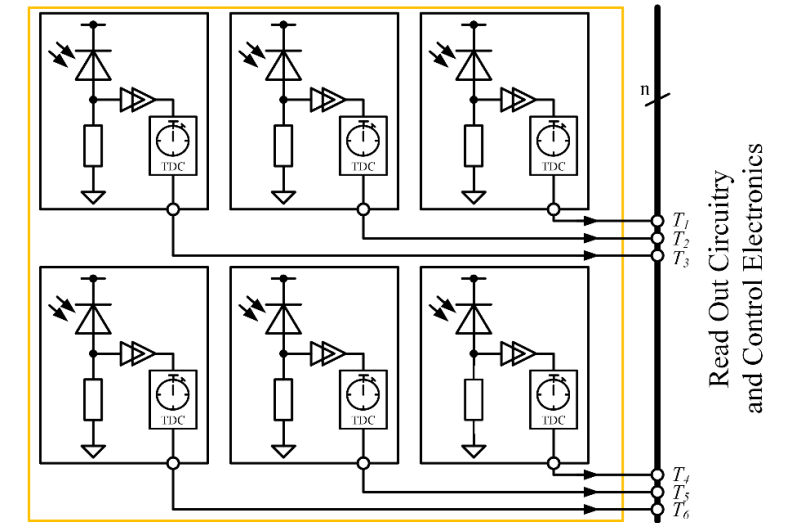 n
TDC TDC TDC
T1
T2
T3
TDC TDC TDC
T4
T5
T6
Read Out Circuitry
and Control Electronics